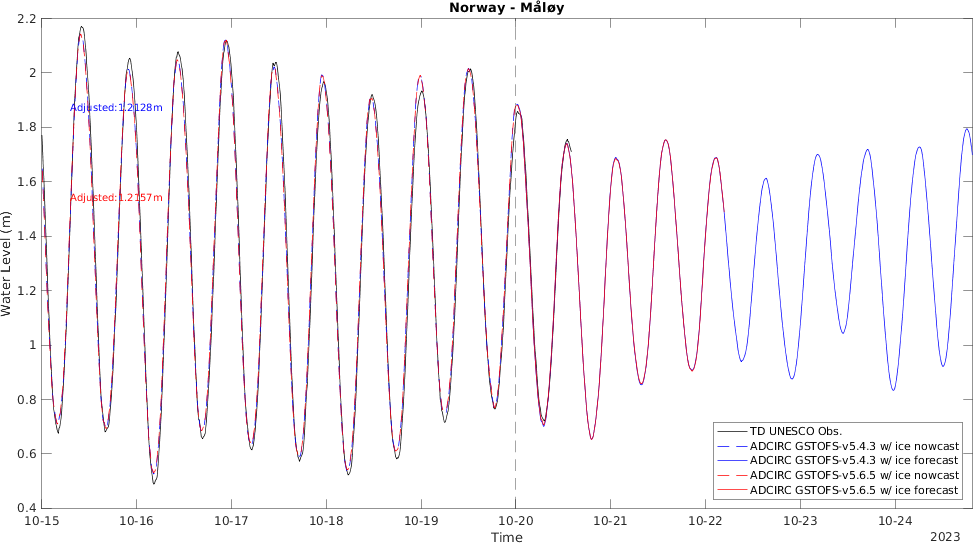 Norway - Måløy
2.2
2
1.8
1.6
1.4
1.2
1
0.8
0.6
0.4
Water Level (m)
Adjusted:1.2128m
Adjusted:1.2157m
TD UNESCO Obs.
ADCIRC GSTOFS-v5.4.3 w/ ice nowcast
ADCIRC GSTOFS-v5.4.3 w/ ice forecast
ADCIRC GSTOFS-v5.6.5 w/ ice nowcast
ADCIRC GSTOFS-v5.6.5 w/ ice forecast
10-15 10-16 10-17 10-18 10-19 10-20 10-21 10-22 10-23 10-24
Time
2023